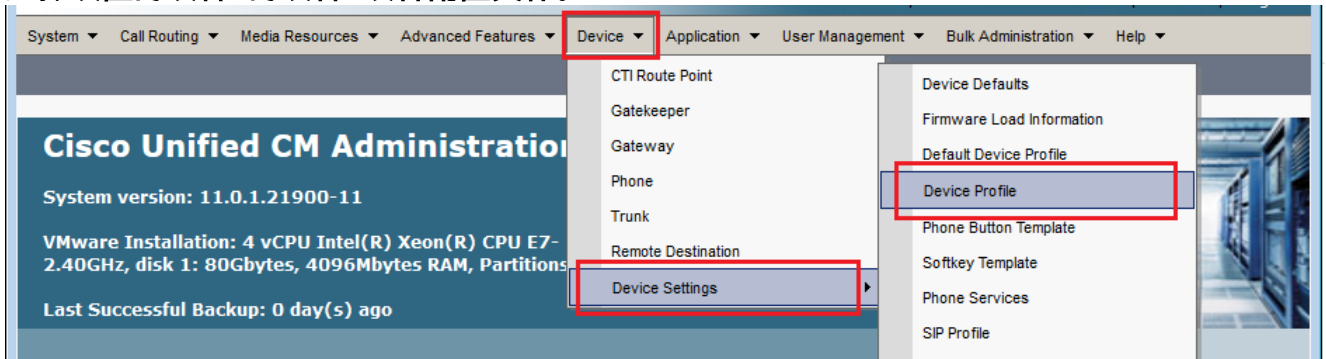 System Call Routing Media Resources Advanced Features Device Application User Management Bulk Administration Help
CTI Route Point
Gatekeeper
Gateway
Phone
Trunk
Remote Destination
Device Settings
Device Defaults
Firmware Load Information
Default Device Profile
Device Profile
Phone Button Template
Softkey Template
Phone Services
SIP Profile
Cisco Unified CM Administration
System version: 11.0.1.21900-11
VMware Installation: 4 vCPU Intel(R) Xeon(R) CPU E7-
2.40GHz, disk 1: 80Gbytes, 4096Mbytes RAM, Partitions
Last Successful Backup: 0 day(s) ago